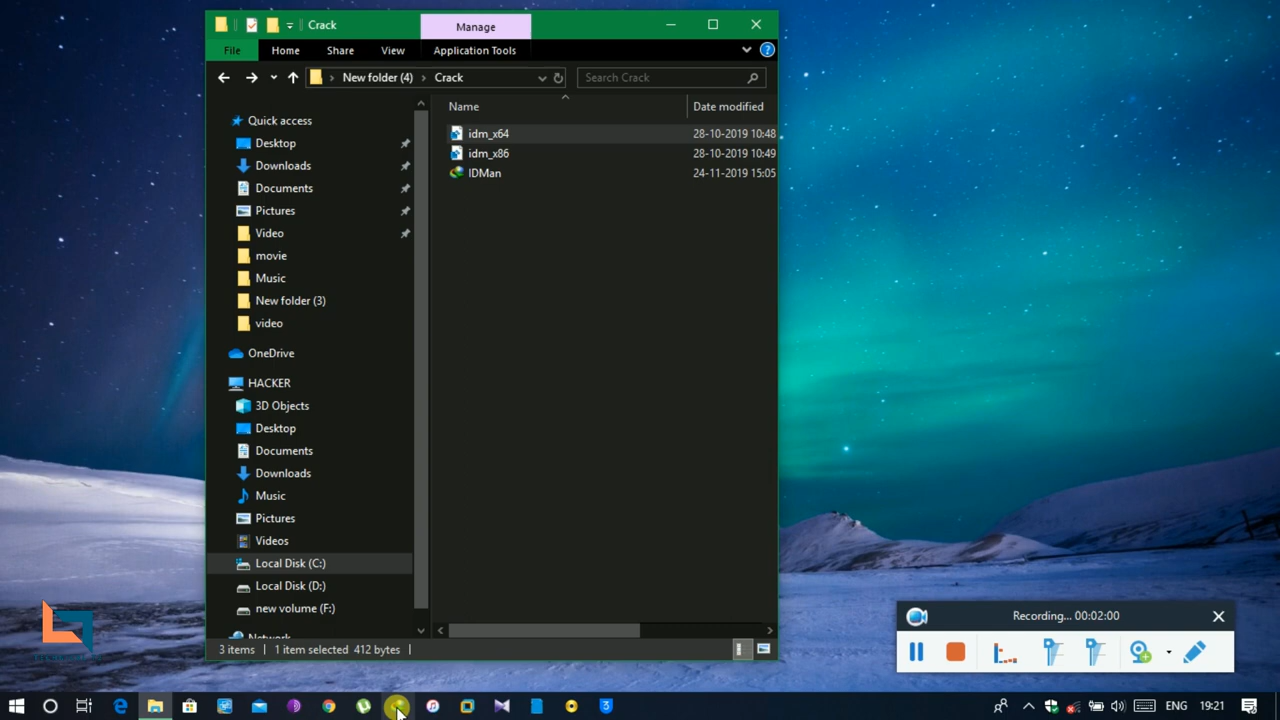 Crack
Manage
File
Home
Share
View
Application Tools
New folder (4)
Crack
Search Crack
Name
Date modified
Quick access
Desktop
Downloads
Documents
Pictures
Video
movie
Music
New folder (3)
video
OneDrive
HACKER
3D Objects
Desktop
Documents
Downloads
Music
Pictures
Videos
Local Disk (C:)
Local Disk (D:)
new volume (F:)
Network
idm_x64 28-10-2019 10:48
idm_x86 28-10-2019 10:49
IDMan 24-11-2019 15:05
3 items 1 item selected 412 bytes
Recording... 00:02:00
ENG 19:21